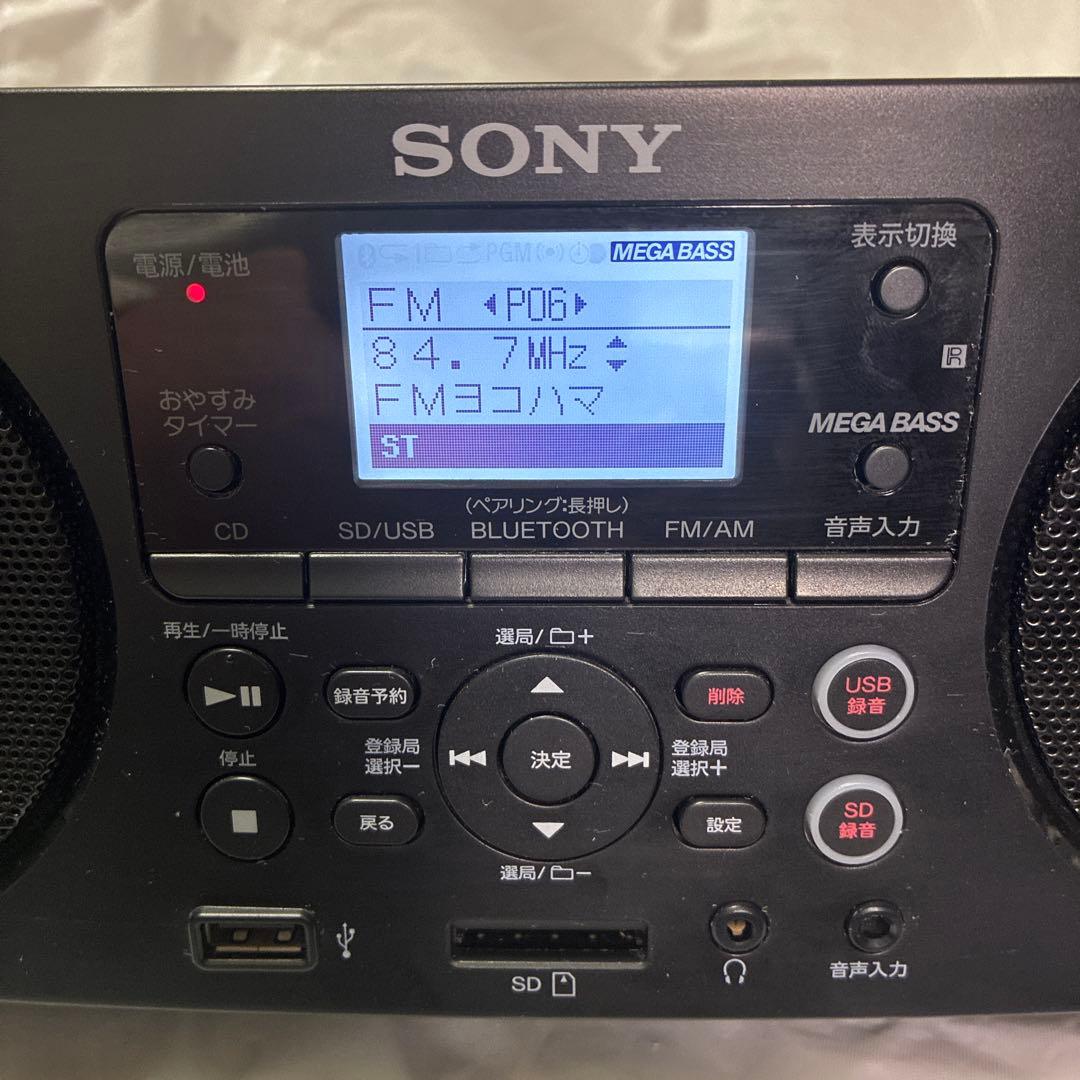 SONY
表示切換
電源/電池
PGM
MEGA BASS
FM P06
84.7MHz
FMヨコハマ
ST
おやすみ
タイマー
R
MEGA BASS
(ペアリング:長押し)
CD
SD/USB
BLUETOOTH
FM/AM
音声入力
再生/一時停止
選局/ +
録音予約
削除
USB
録音
登録局
選択-
決定
登録局
選択+
停止
戻る
設定
SD
録音
選局/ -
SD
音声入力